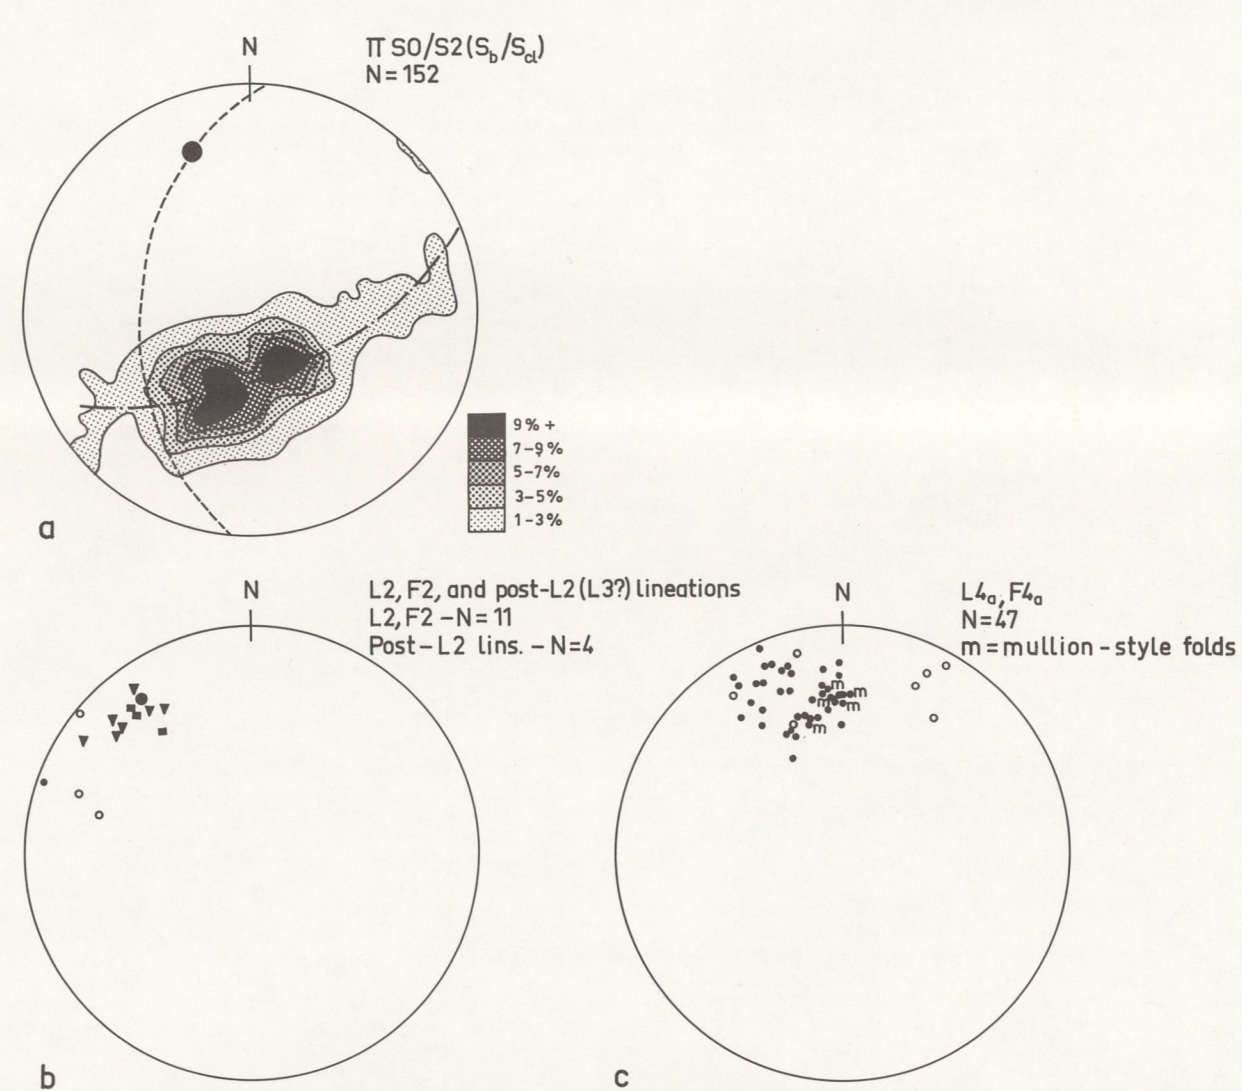 N
π S0/S2 (Sb/Scl)
N = 152
9% +
7-9%
5-7%
3-5%
1-3%
a
N
L2, F2, and post-L2 (L3?) lineations
L2, F2 - N = 11
Post-L2 lins. - N=4
b
N
L4a, F4a
N=47
m = mullion-style folds
m
m
m
m
m
c